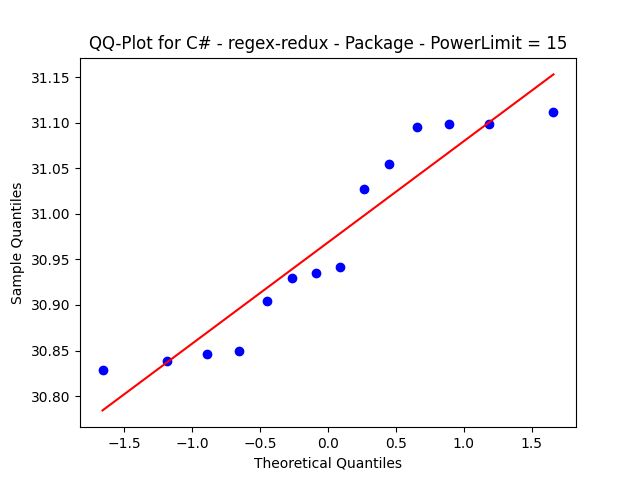 QQ-Plot for C# - regex-redux - Package - PowerLimit = 15
31.15
31.10
31.05
31.00
30.95
30.90
30.85
30.80
Sample Quantiles
−1.5 −1.0 −0.5 0.0 0.5 1.0 1.5
Theoretical Quantiles